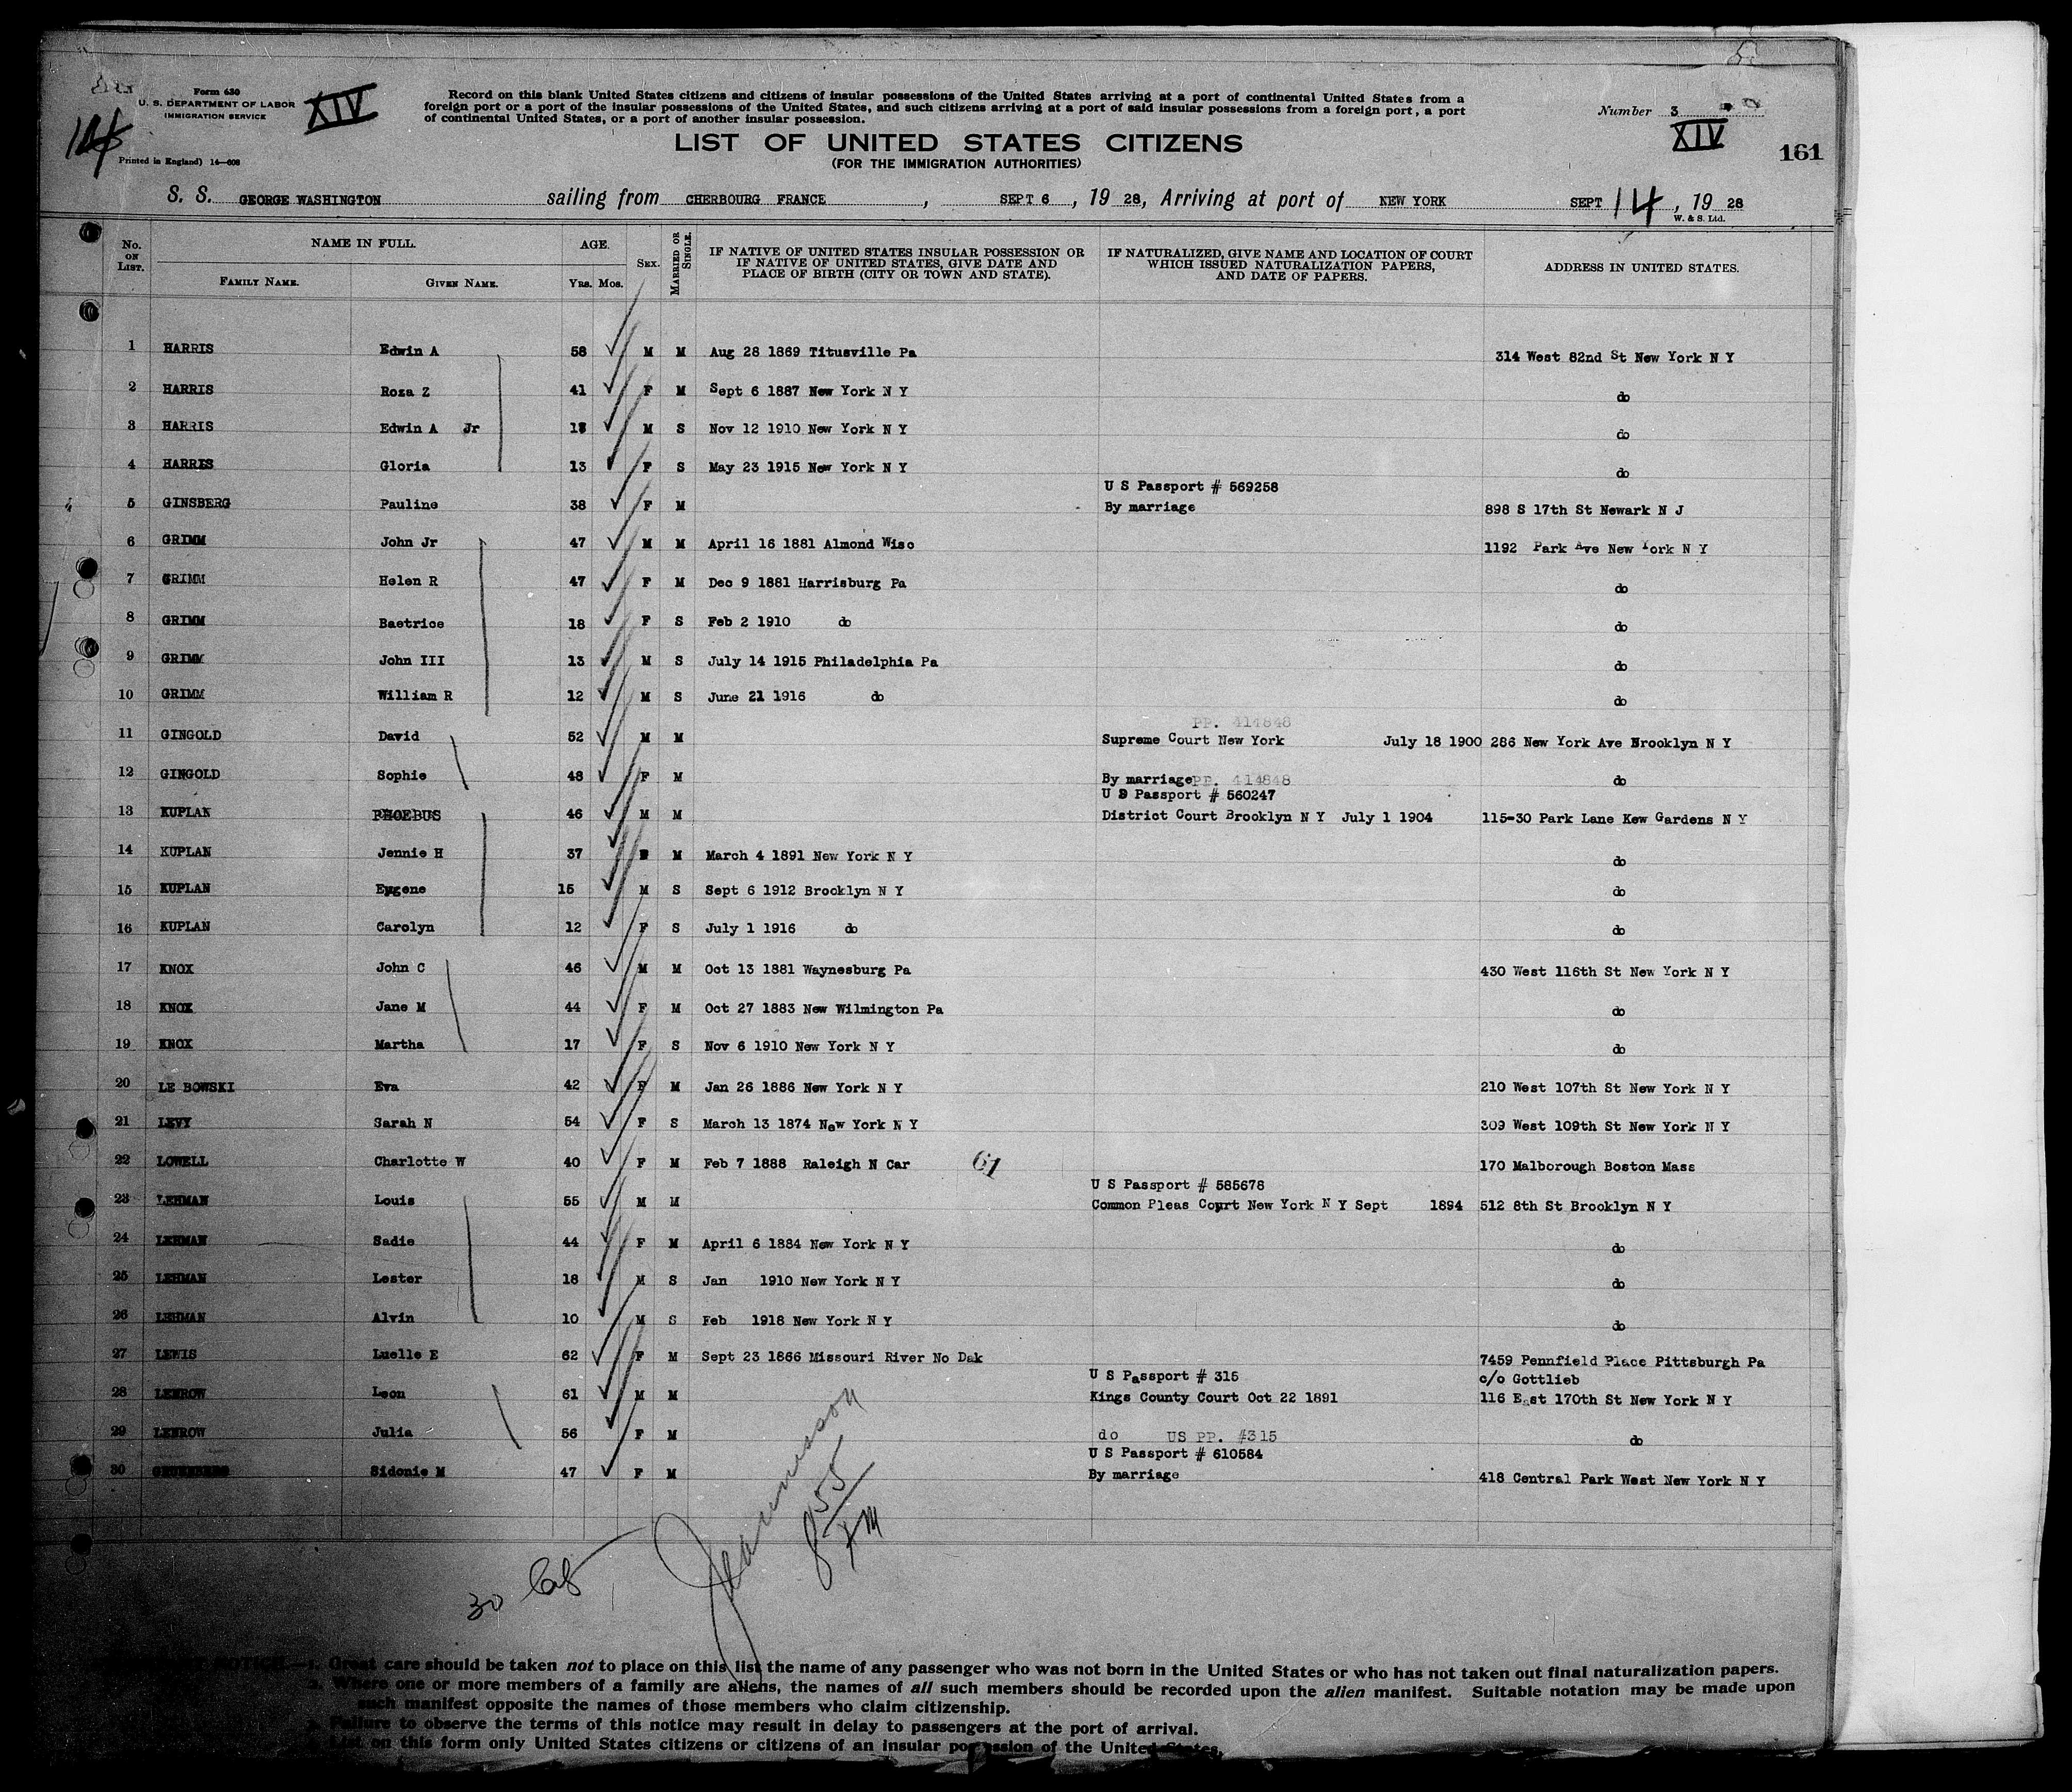 Form 630
U. S. DEPARTMENT OF LABOR
IMMIGRATION SERVICE
XIV
Printed in England) 14—608
Record on this blank United States citizens and citizens of insular possessions of the United States arriving at a port of continental United States from a
foreign port or a port of the insular possessions of the United States, and such citizens arriving at a port of said insular possessions from a foreign port, a port
of continental United States, or a port of another insular possession.
Number 3
XIV
161
LIST OF UNITED STATES CITIZENS
(FOR THE IMMIGRATION AUTHORITIES)
S. S. GEORGE WASHINGTON sailing from CHERBOURG FRANCE, SEPT 6, 19 28, Arriving at port of NEW YORK SEPT 14, 19 28
W. & S. Ltd.
No. ON LIST. NAME IN FULL. FAMILY NAME. GIVEN NAME. AGE. YRS. MOS. SEX. MARRIED OR SINGLE. IF NATIVE OF UNITED STATES INSULAR POSSESSION OR IF NATIVE OF UNITED STATES, GIVE DATE AND PLACE OF BIRTH (CITY OR TOWN AND STATE). IF NATURALIZED, GIVE NAME AND LOCATION OF COURT WHICH ISSUED NATURALIZATION PAPERS, AND DATE OF PAPERS. ADDRESS IN UNITED STATES.
1 HARRIS Edwin A 58 M M Aug 28 1869 Titusville Pa 314 West 82nd St New York N Y
2 HARRIS Roza Z 41 F M Sept 6 1887 New York N Y do
3 HARRIS Edwin A Jr M S Nov 12 1910 New York N Y do
4 HARRIS Gloria 13 F S May 23 1915 New York N Y do
U S Passport # 569258
5 GINSBERG Pauline 38 F M By marriage 898 S 17th St Newark N J
6 GRIMM John Jr 47 M M April 16 1881 Almond Wisc 1192 Park Ave New York N Y
7 GRIMM Helen R 47 F M Dec 9 1881 Harrisburg Pa do
8 GRIMM Baetrice 18 F S Feb 2 1910 do do
9 GRIMM John III 13 M S July 14 1915 Philadelphia Pa do
10 GRIMM William R 12 M S June 21 1916 do do
PP. 414848
11 GINGOLD David 52 M M Supreme Court New York July 18 1900 286 New York Ave Brooklyn N Y
12 GINGOLD Sophie 48 F M By marriage PP. 414848 do
U S Passport # 560247
13 KUPLAN PHOEBUS 46 M M District Court Brooklyn N Y July 1 1904 115-30 Park Lane Kew Gardens N Y
14 KUPLAN Jennie H 37 M March 4 1891 New York N Y do
15 KUPLAN Eugene 15 M S Sept 6 1912 Brooklyn N Y do
16 KUPLAN Carolyn 12 F S July 1 1916 do do
17 KNOX John C 46 M M Oct 13 1881 Waynesburg Pa 430 West 116th St New York N Y
18 KNOX Jane M 44 F M Oct 27 1883 New Wilmington Pa do
19 KNOX Martha 17 F S Nov 6 1910 New York N Y do
20 LE BOWSKI Eva 42 F M Jan 26 1886 New York N Y 210 West 107th St New York N Y
21 LEVY Sarah N 54 F S March 13 1874 New York N Y 309 West 109th St New York N Y
22 LOWELL Charlotte W 40 F M Feb 7 1888 Raleigh N Car 61 170 Malborough Boston Mass
U S Passport # 585678
23 LEHMAN Louis 55 M M Common Pleas Court New York N Y Sept 1894 512 8th St Brooklyn N Y
24 LEHMAN Sadie 44 F M April 6 1884 New York N Y do
25 LEHMAN Lester 18 M S Jan 1910 New York N Y do
26 LEHMAN Alvin 10 M S Feb 1918 New York N Y do
27 LEWIS Luelle E 62 F M Sept 23 1866 Missouri River No Dak 7459 Pennfield Place Pittsburgh Pa
U S Passport # 315 c/o Gottlieb
28 LENROW Leon 61 M M Kings County Court Oct 22 1891 116 East 170th St New York N Y
29 LENROW Julia 56 F M do US PP. #315 do
U S Passport # 610584
30 Sidonie M 47 F M By marriage 418 Central Park West New York N Y
855
PM
30
NOTICE.—1. Great care should be taken not to place on this list the name of any passenger who was not born in the United States or who has not taken out final naturalization papers.
2. Where one or more members of a family are aliens, the names of all such members should be recorded upon the alien manifest. Suitable notation may be made upon
such manifest opposite the names of those members who claim citizenship.
Failure to observe the terms of this notice may result in delay to passengers at the port of arrival.
List on this form only United States citizens or citizens of an insular possession of the United States.